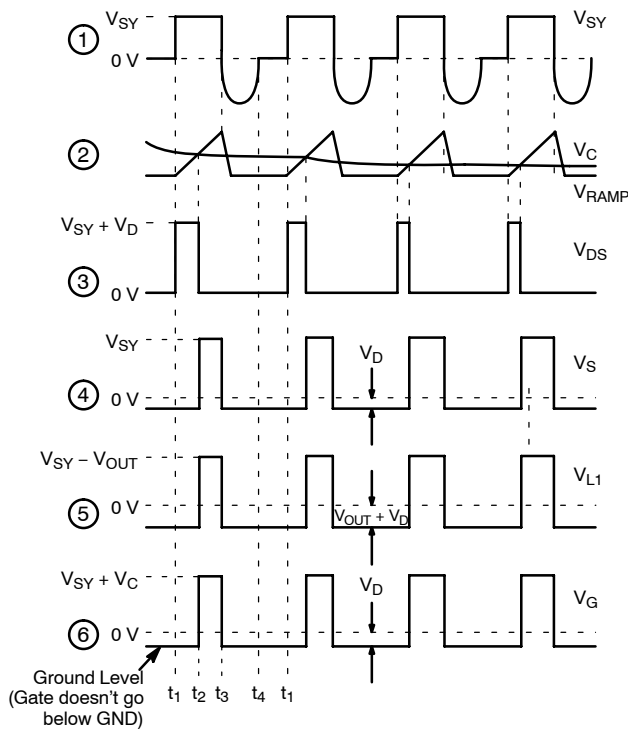 V_SY V_SY
1 0 V
2 V_C
V_RAMP
V_SY + V_D
V_DS
3 0 V
V_SY
V_D V_S
4 0 V
V_SY − V_OUT
V_L1
5 0 V V_OUT + V_D
V_SY + V_C
V_D V_G
6 0 V
Ground Level
(Gate doesn't go
below GND)
t_1 t_2 t_3 t_4 t_1